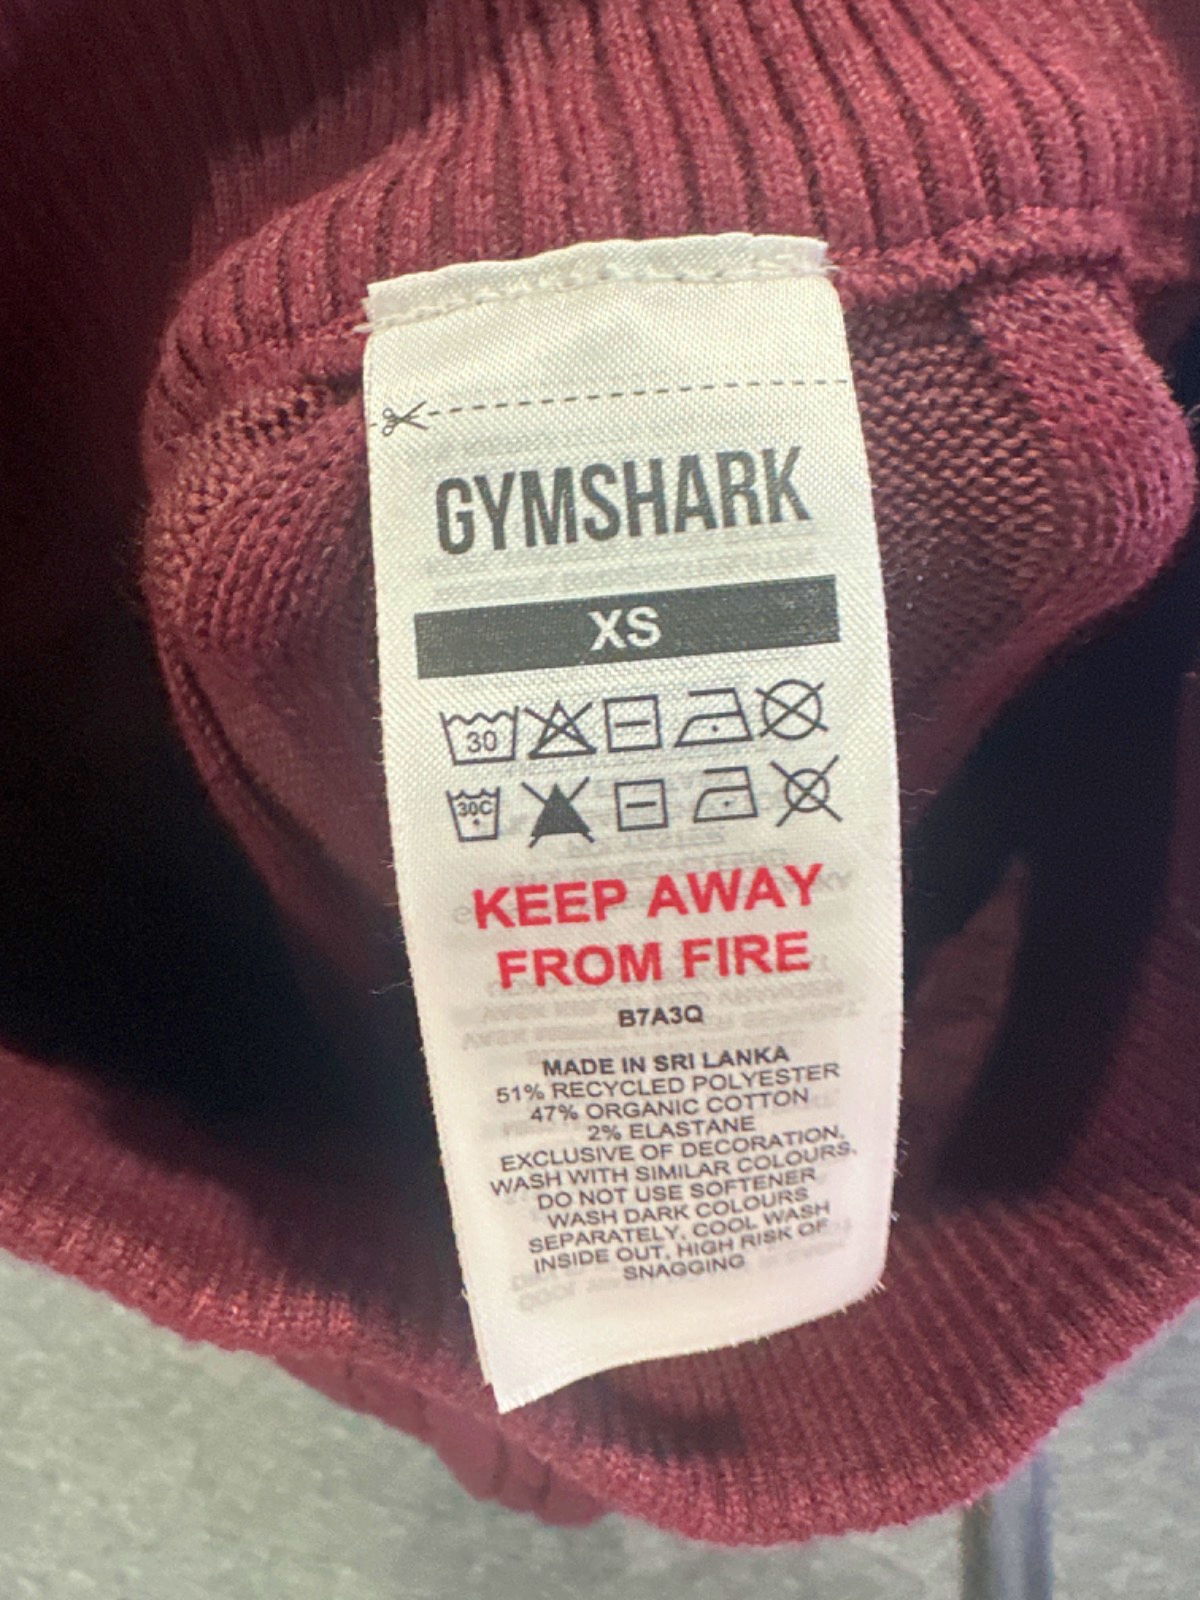 GYMSHARK
XS
30
30C
KEEP AWAY
FROM FIRE
B7A3Q
MADE IN SRI LANKA
51% RECYCLED POLYESTER
47% ORGANIC COTTON
2% ELASTANE
EXCLUSIVE OF DECORATION,
WASH WITH SIMILAR COLOURS,
DO NOT USE SOFTENER
WASH DARK COLOURS
SEPARATELY, COOL WASH
INSIDE OUT, HIGH RISK OF
SNAGGING